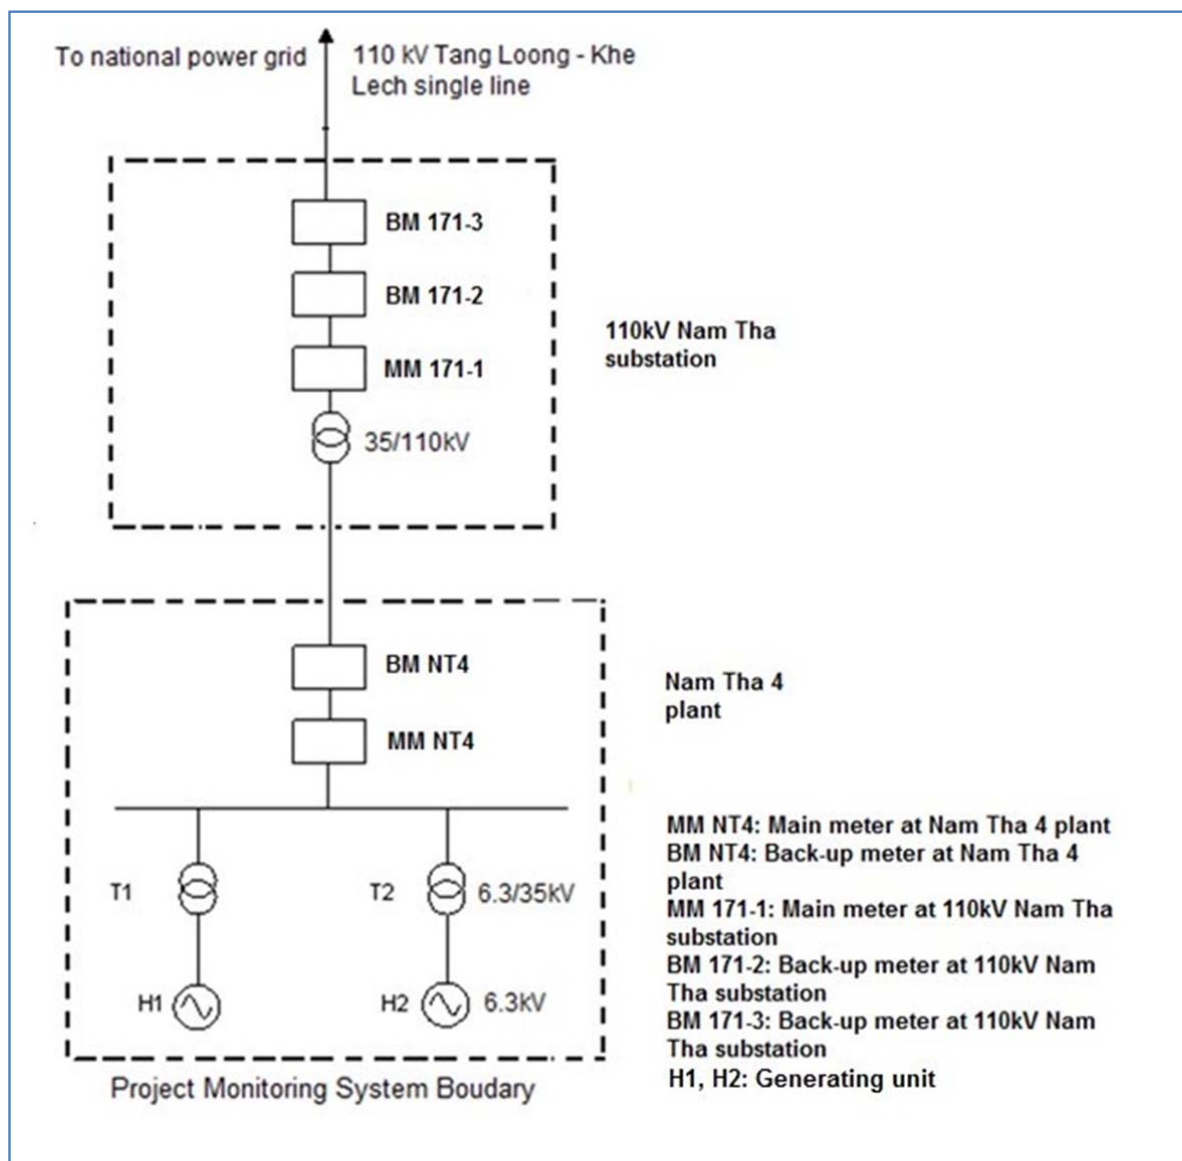 To national power grid
110 kV Tang Loong - Khe
Lech single line
BM 171-3
BM 171-2
MM 171-1
35/110kV
110kV Nam Tha
substation
BM NT4
MM NT4
Nam Tha 4
plant
T1
T2
6.3/35kV
H1
H2
6.3kV
MM NT4: Main meter at Nam Tha 4 plant
BM NT4: Back-up meter at Nam Tha 4
plant
MM 171-1: Main meter at 110kV Nam Tha
substation
BM 171-2: Back-up meter at 110kV Nam
Tha substation
BM 171-3: Back-up meter at 110kV Nam
Tha substation
H1, H2: Generating unit
Project Monitoring System Boudary